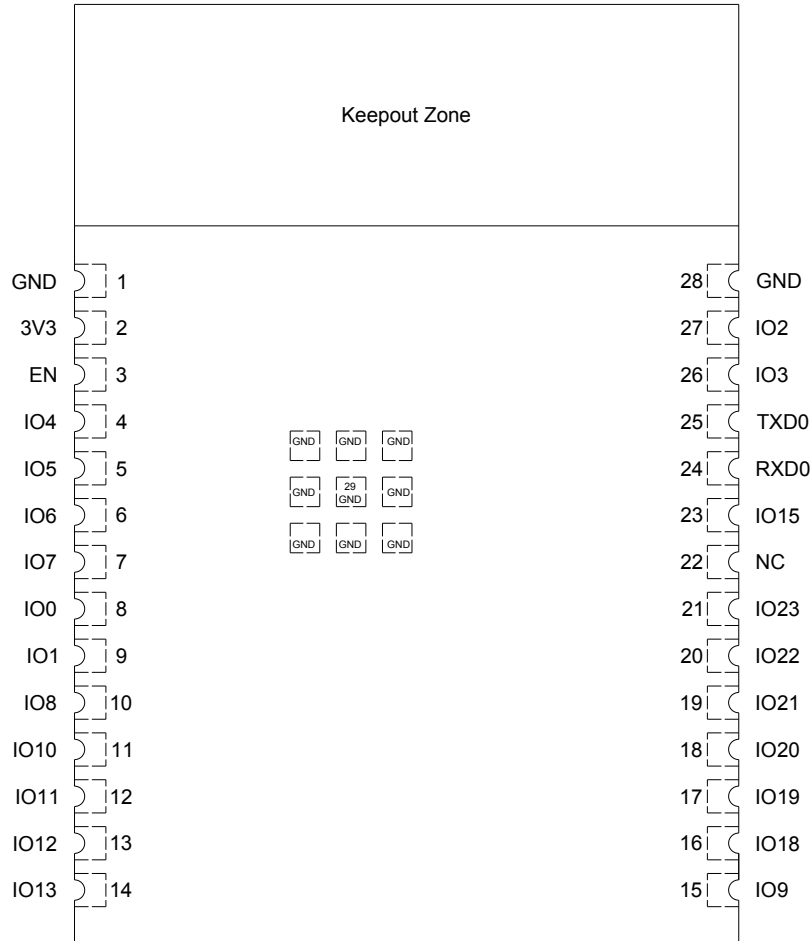 Keepout Zone
GND 1 28 GND
3V3 2 27 IO2
EN 3 26 IO3
IO4 4 25 TXD0
GND GND GND
IO5 5 24 RXD0
GND 29 GND GND
IO6 6 23 IO15
GND GND GND
IO7 7 22 NC
IO0 8 21 IO23
IO1 9 20 IO22
IO8 10 19 IO21
IO10 11 18 IO20
IO11 12 17 IO19
IO12 13 16 IO18
IO13 14 15 IO9